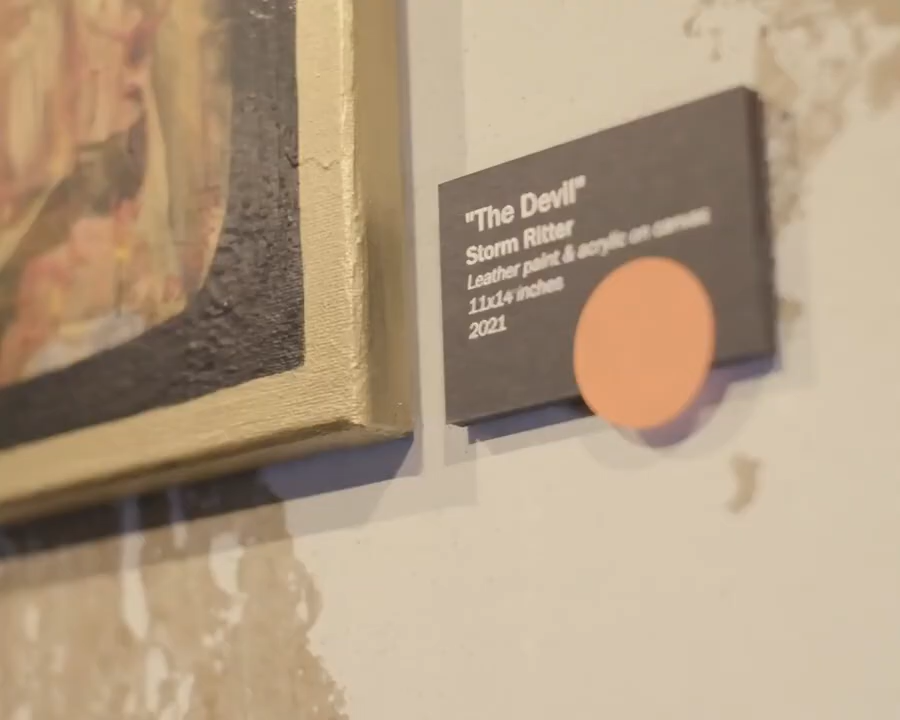 "The Devil"
Storm Ritter
Leather paint & acrylic on canvas
11x14 inches
2021